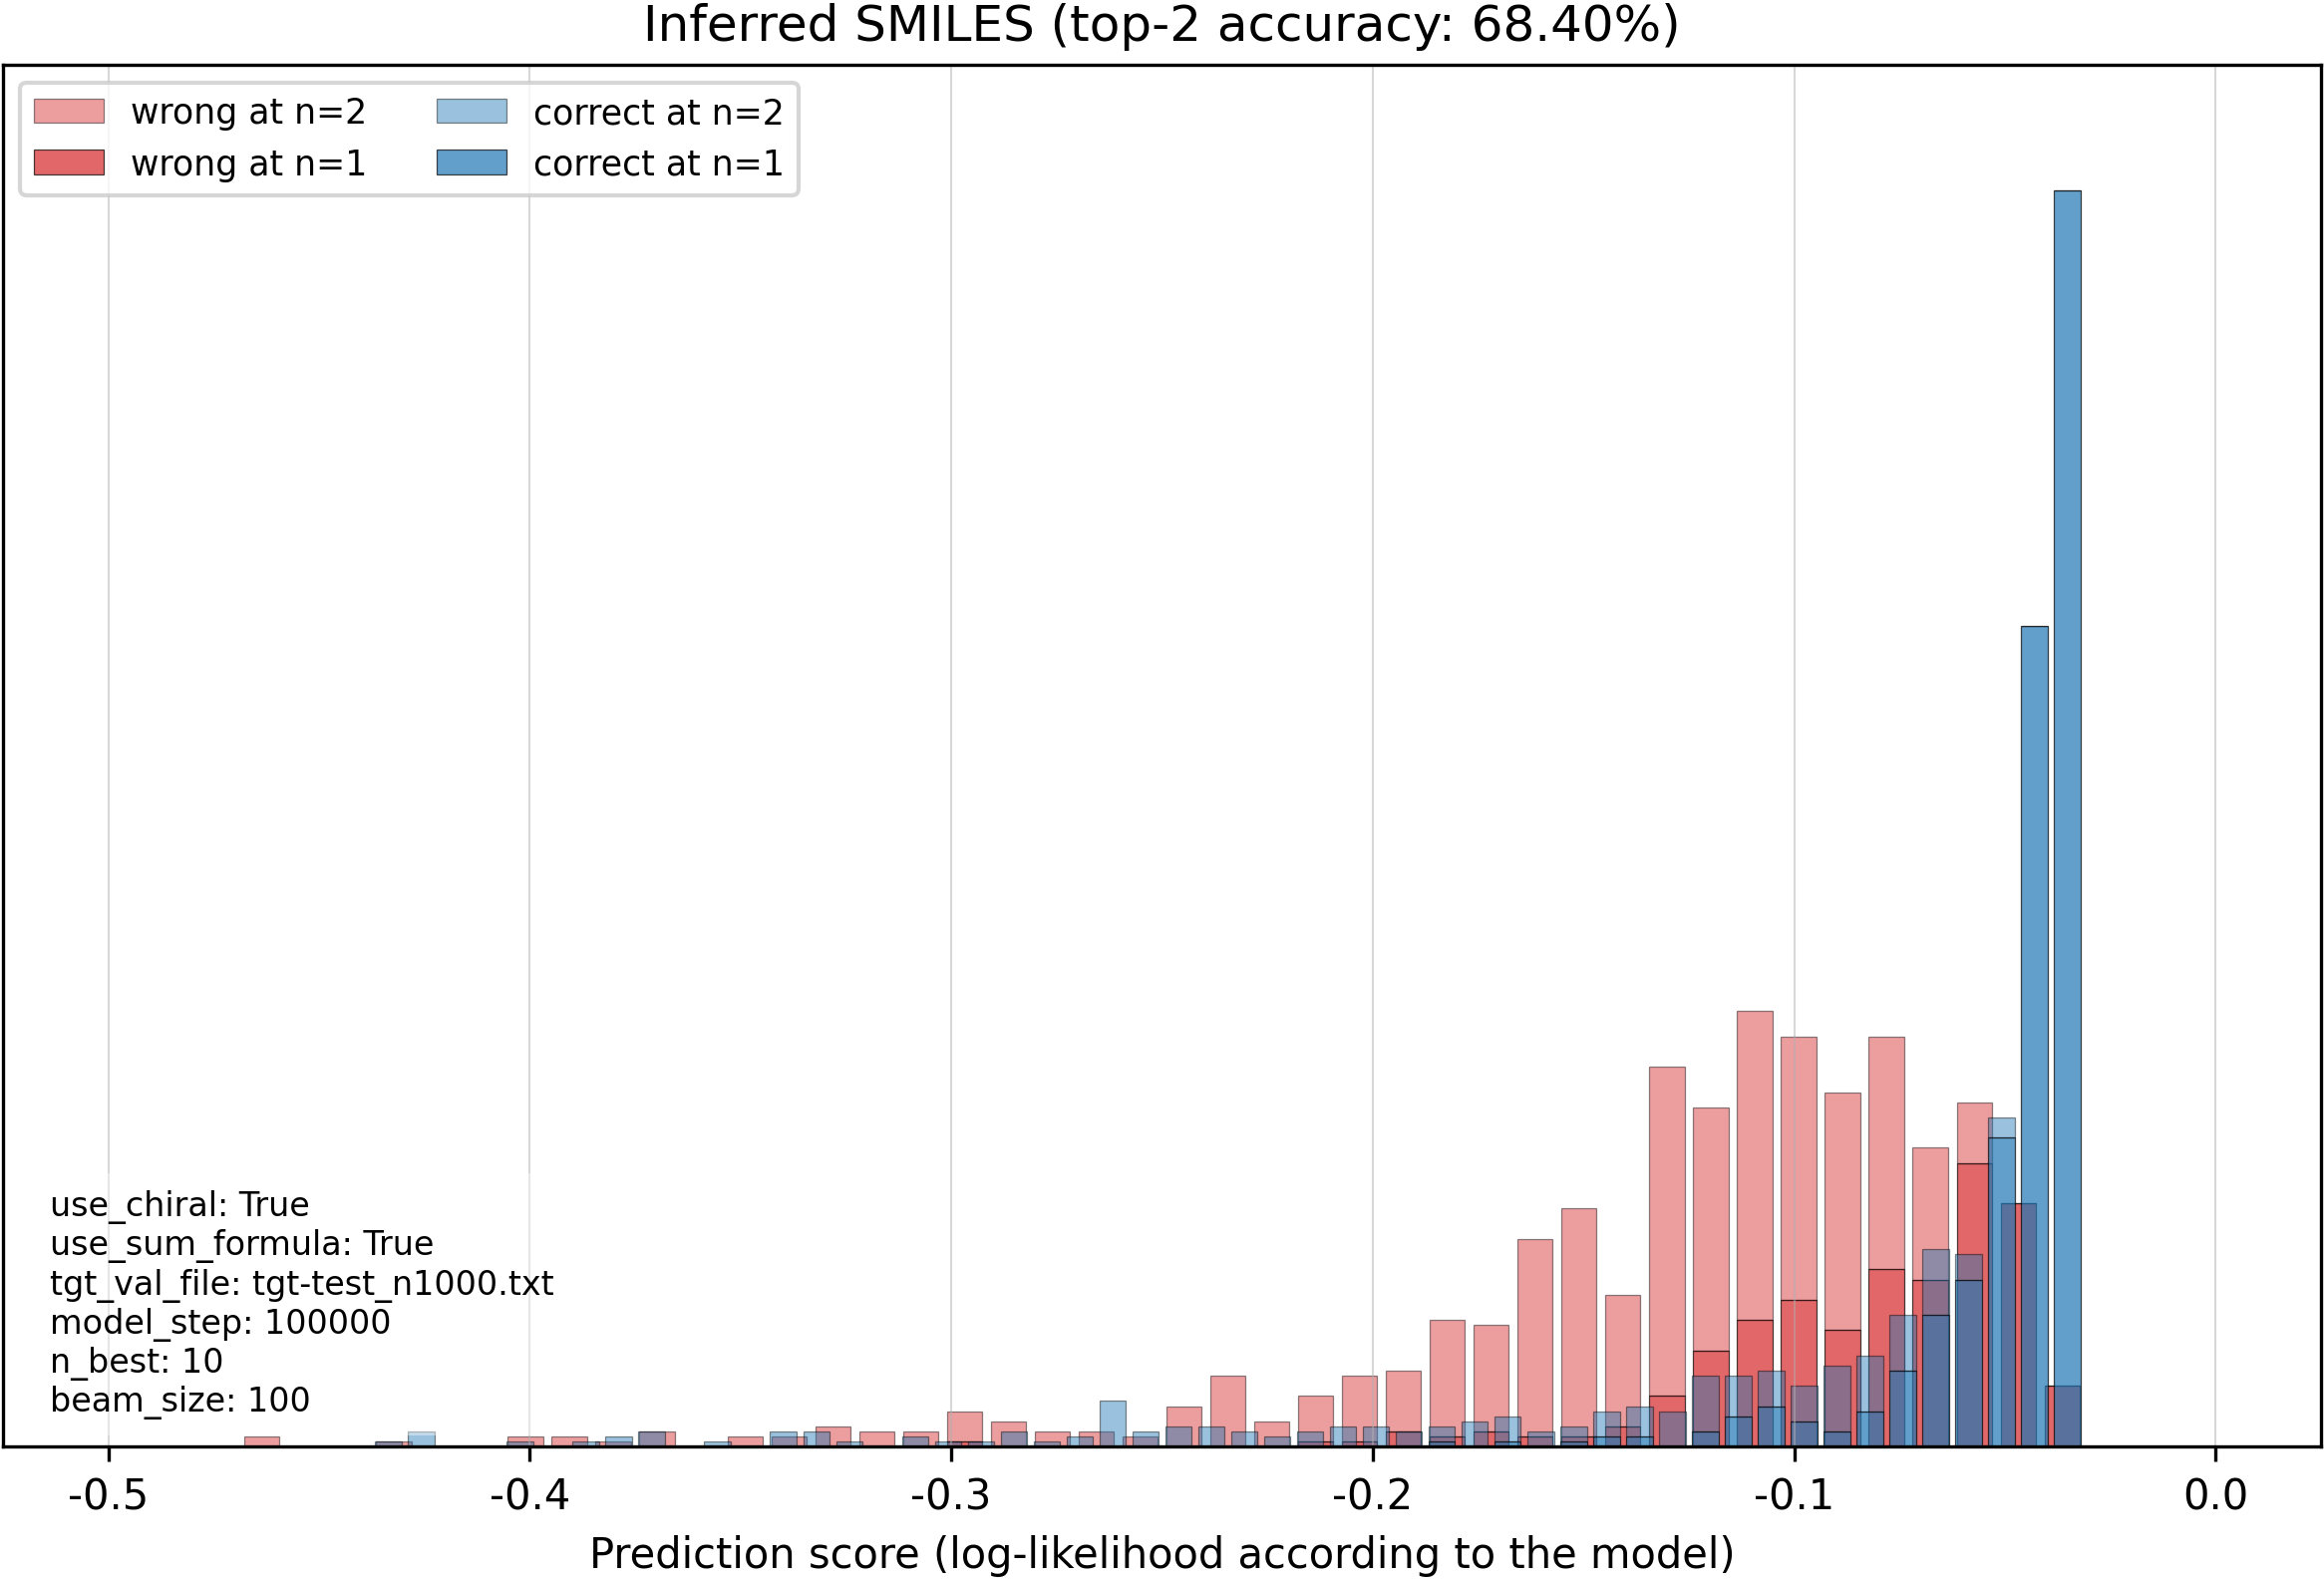 Inferred SMILES (top-2 accuracy: 68.40%)
wrong at n=2
wrong at n=1
correct at n=2
correct at n=1
use_chiral: True
use_sum_formula: True
tgt_val_file: tgt-test_n1000.txt
model_step: 100000
n_best: 10
beam_size: 100
-0.5 -0.4 -0.3 -0.2 -0.1 0.0
Prediction score (log-likelihood according to the model)